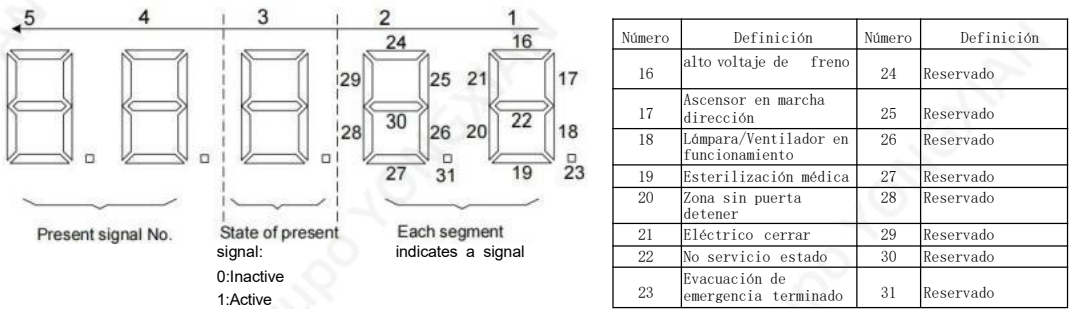 5 4 3 2 1
24 16
29 25 21 17
30 22
28 26 20 18
27 31 19 23
Present signal No.
State of present
signal:
0:Inactive
1:Active
Each segment
indicates a signal
Número Definición Número Definición
16 alto voltaje de freno 24 Reservado
17 Ascensor en marcha
dirección 25 Reservado
18 Lámpara/Ventilador en
funcionamiento 26 Reservado
19 Esterilización médica 27 Reservado
20 Zona sin puerta
detener 28 Reservado
21 Eléctrico cerrar 29 Reservado
22 No servicio estado 30 Reservado
23 Evacuación de
emergencia terminado 31 Reservado